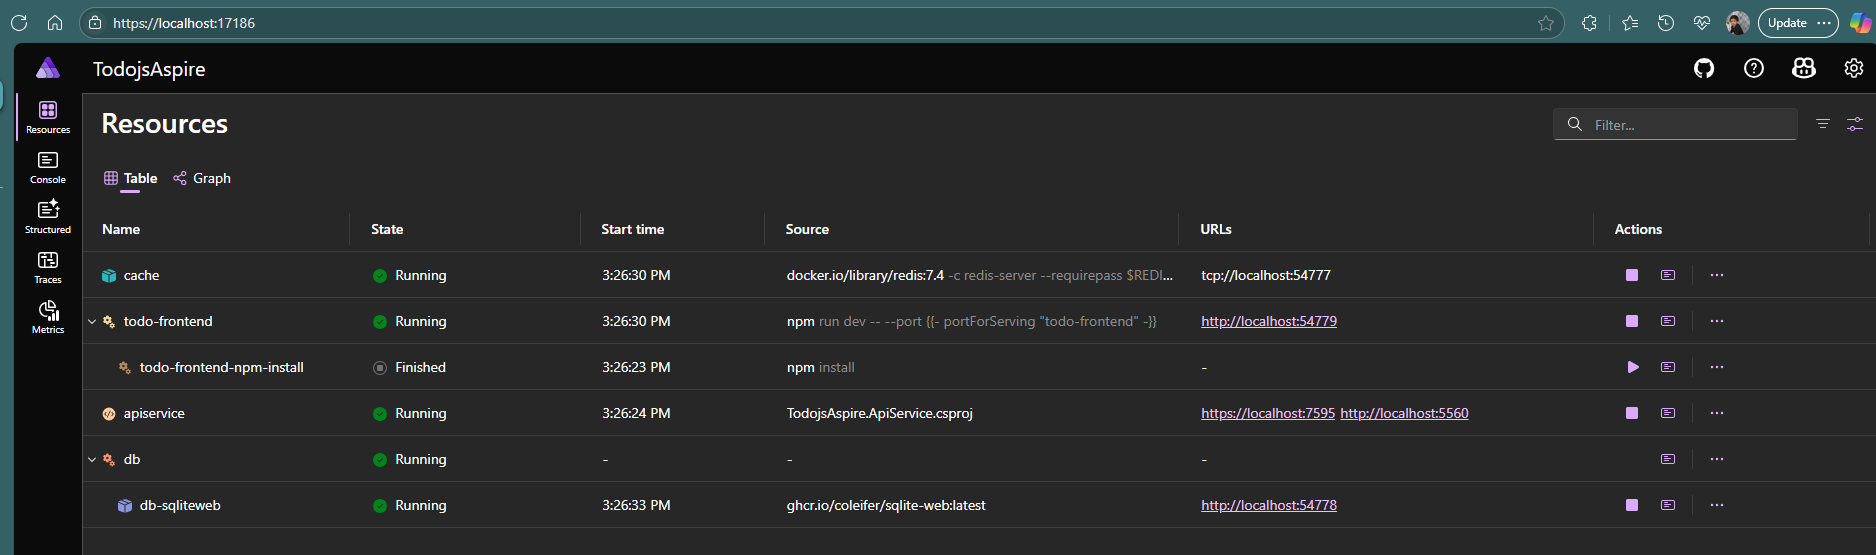 https://localhost:17186
Update
TodojsAspire
Resources
Console
Structured
Traces
Metrics
Resources
Filter...
Table Graph
Name State Start time Source URLs Actions
cache Running 3:26:30 PM docker.io/library/redis:7.4 -c redis-server --requirepass $REDI... tcp://localhost:54777
todo-frontend Running 3:26:30 PM npm run dev -- --port {{- portForServing "todo-frontend" -}} http://localhost:54779
todo-frontend-npm-install Finished 3:26:23 PM npm install -
apiservice Running 3:26:24 PM TodojsAspire.ApiService.csproj https://localhost:7595 http://localhost:5560
db Running - - -
db-sqliteweb Running 3:26:33 PM ghcr.io/coleifer/sqlite-web:latest http://localhost:54778